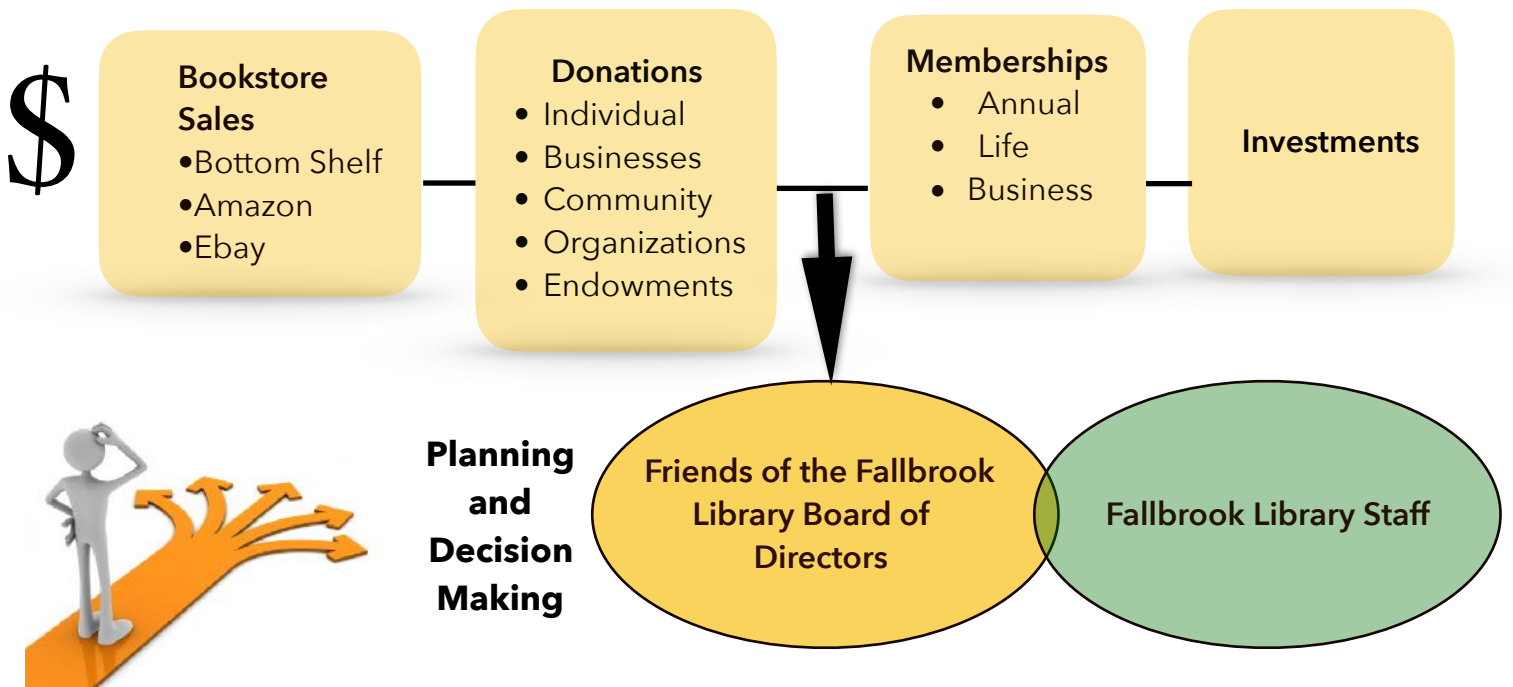 $
Bookstore
Sales
•Bottom Shelf
•Amazon
•Ebay
Donations
• Individual
• Businesses
• Community
• Organizations
• Endowments
Memberships
• Annual
• Life
• Business
Investments
Planning
and
Decision
Making
Friends of the Fallbrook
Library Board of
Directors
Fallbrook Library Staff